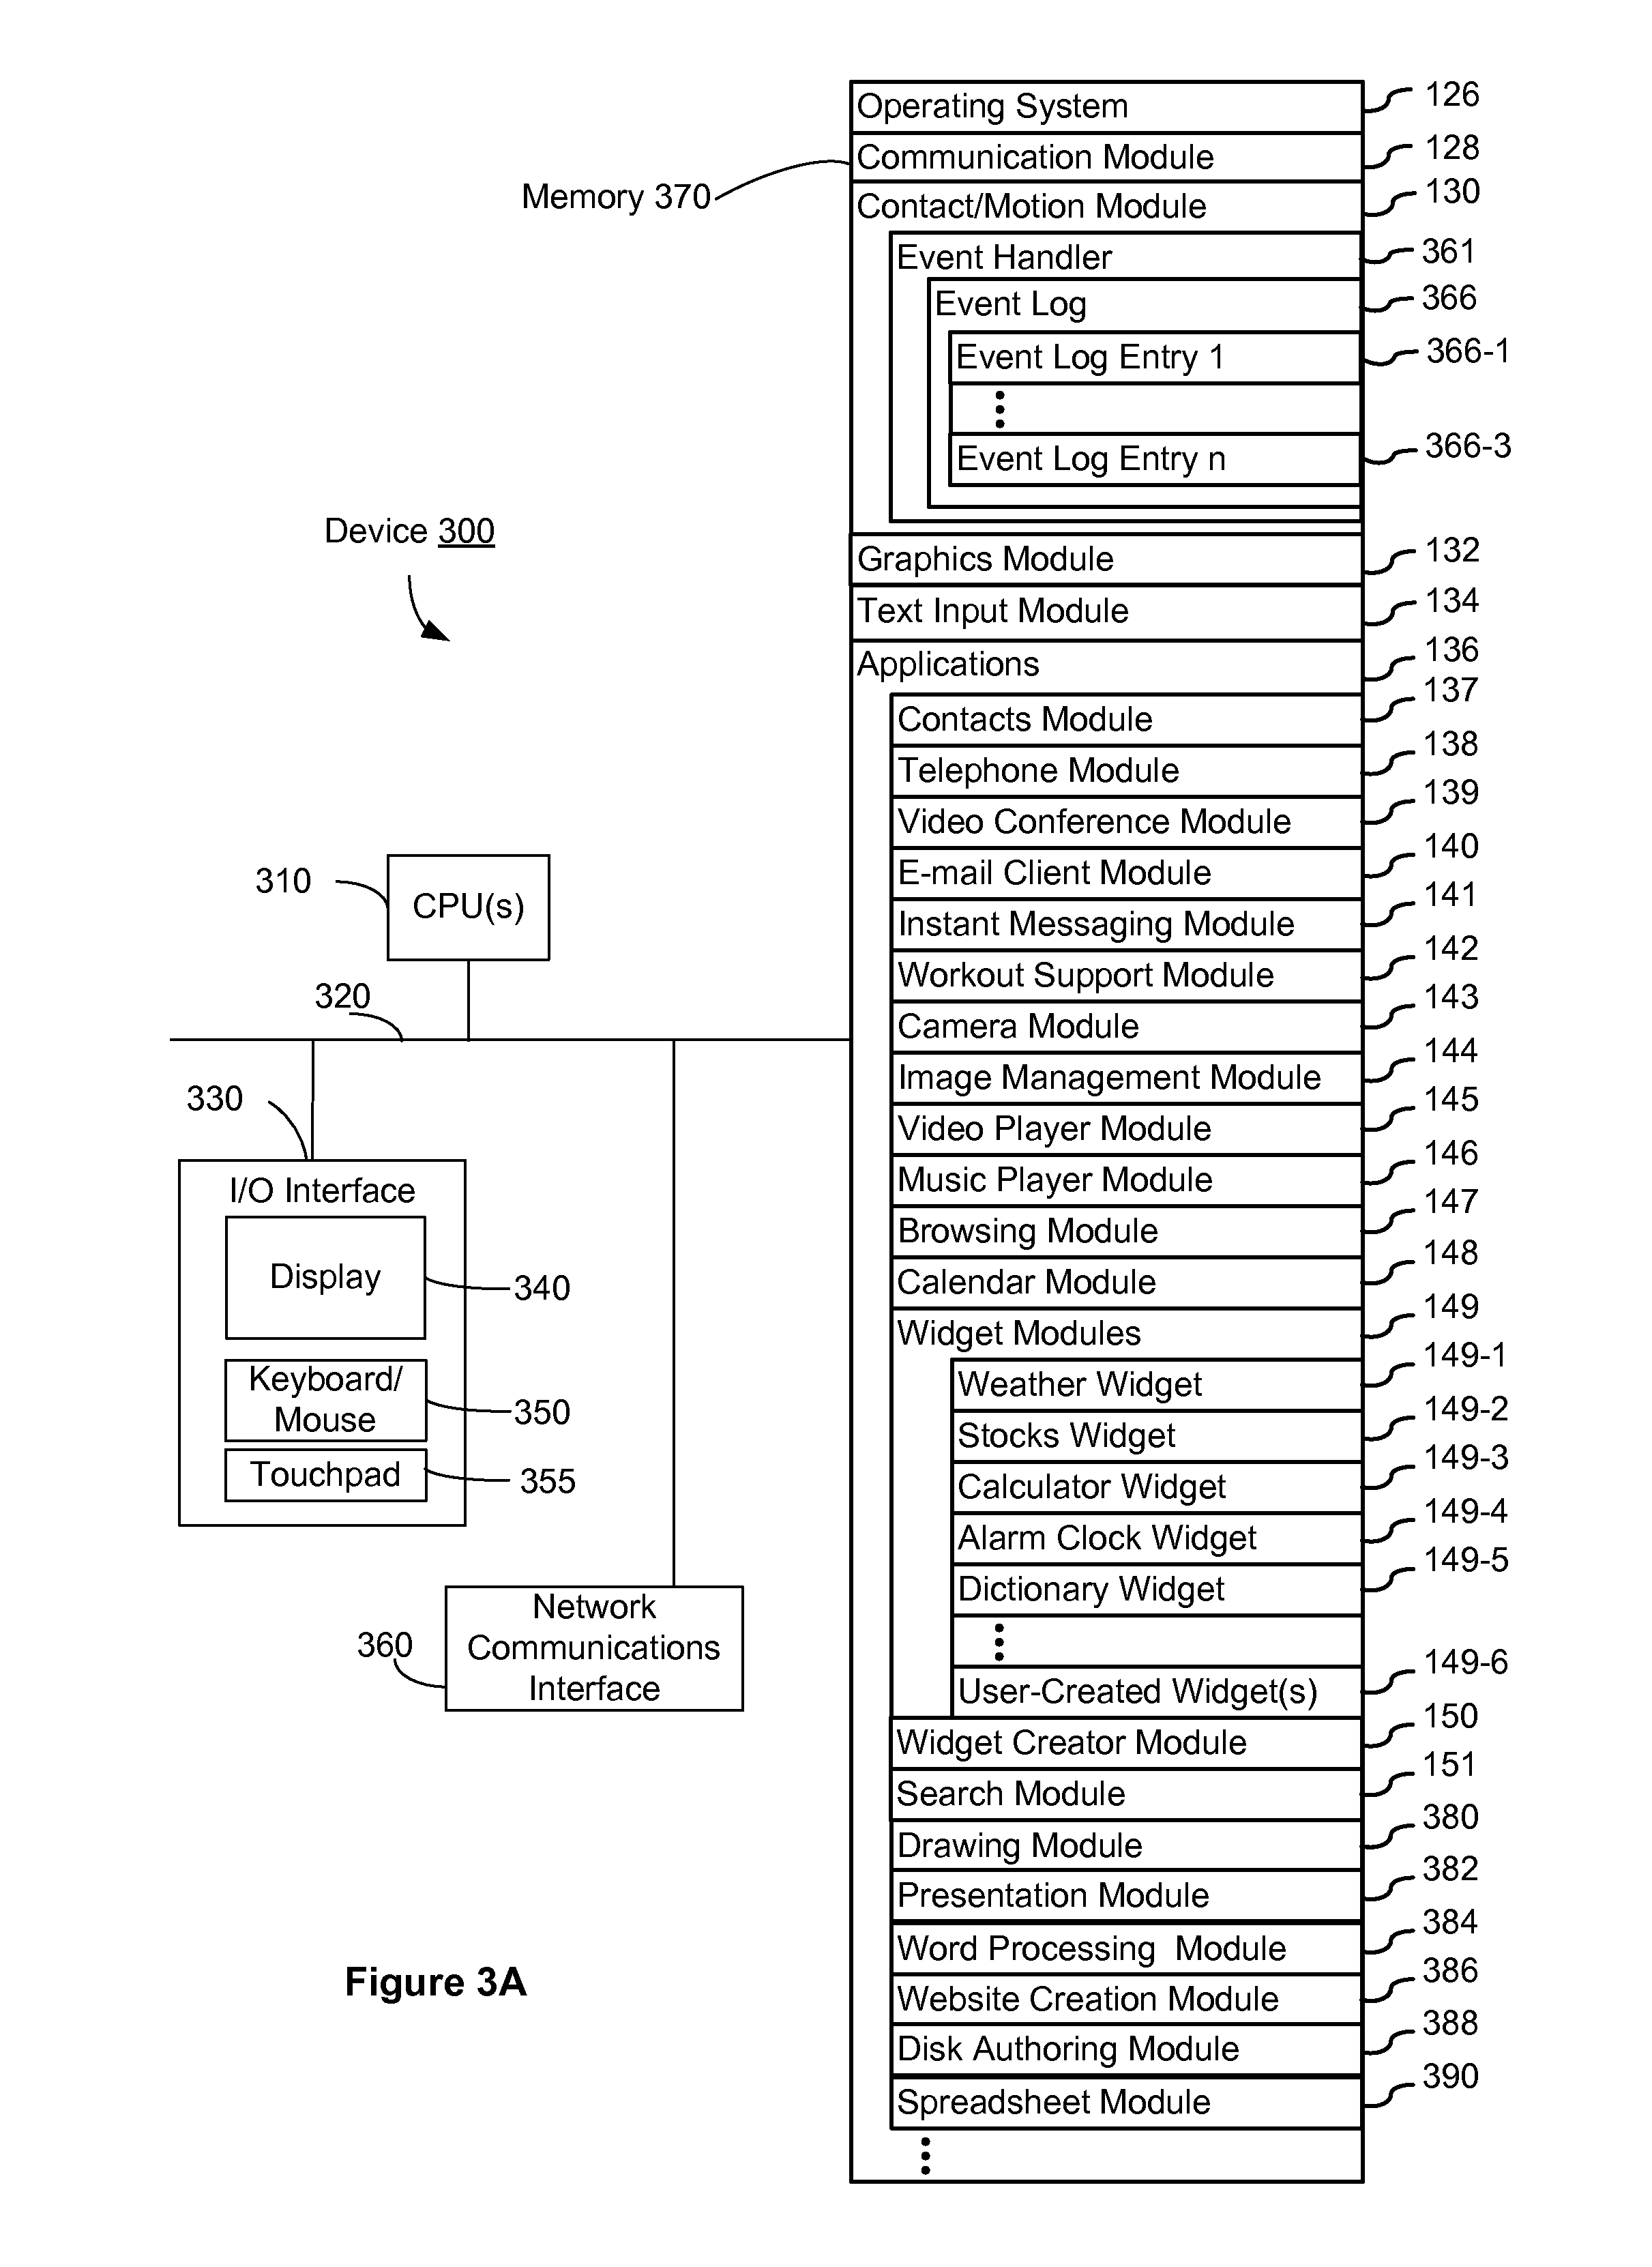 Operating System 126
Communication Module 128
Memory 370
Contact/Motion Module 130
Event Handler 361
Event Log 366
Event Log Entry 1 366-1
Event Log Entry n 366-3
Device 300
Graphics Module 132
Text Input Module 134
Applications 136
Contacts Module 137
Telephone Module 138
Video Conference Module 139
E-mail Client Module 140
Instant Messaging Module 141
Workout Support Module 142
Camera Module 143
Image Management Module 144
Video Player Module 145
Music Player Module 146
Browsing Module 147
Calendar Module 148
Widget Modules 149
Weather Widget 149-1
Stocks Widget 149-2
Calculator Widget 149-3
Alarm Clock Widget 149-4
Dictionary Widget 149-5
User-Created Widget(s) 149-6
Widget Creator Module 150
Search Module 151
Drawing Module 380
Presentation Module 382
Word Processing Module 384
Website Creation Module 386
Disk Authoring Module 388
Spreadsheet Module 390
310 CPU(s)
320
330
I/O Interface
Display 340
Keyboard/
Mouse 350
Touchpad 355
360
Network
Communications
Interface
Figure 3A